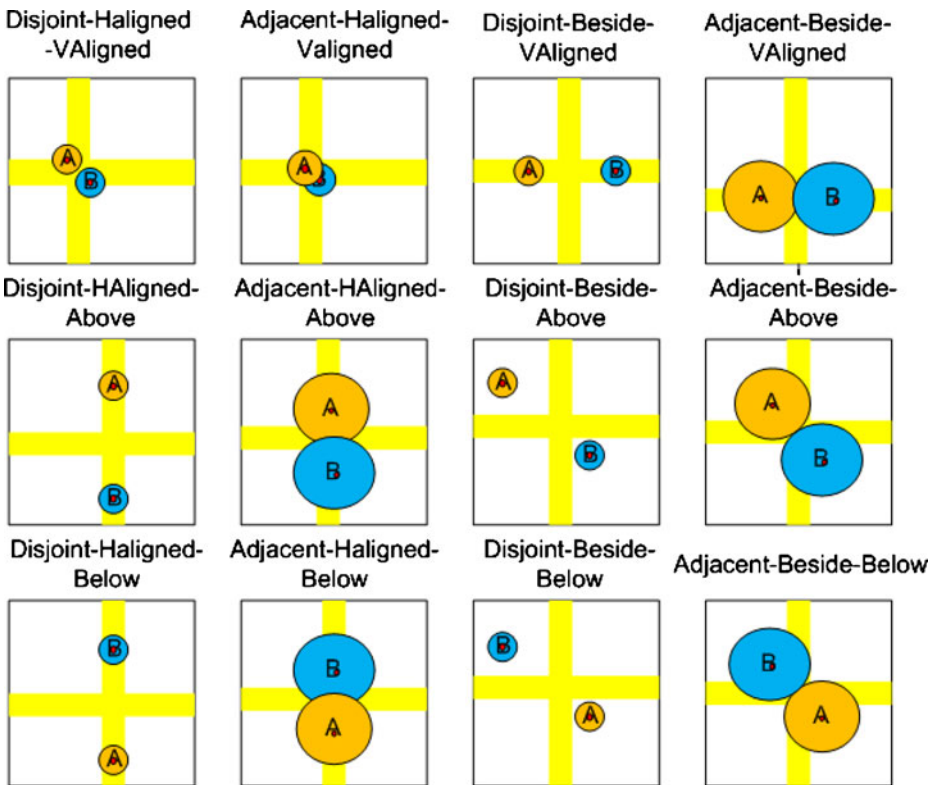 Disjoint-Haligned
-VAligned
Adjacent-Haligned-
Valigned
Disjoint-Beside-
VAligned
Adjacent-Beside-
VAligned
A
B
A
B
A
B
A
B
Disjoint-HAligned-
Above
Adjacent-HAligned-
Above
Disjoint-Beside-
Above
Adjacent-Beside-
Above
A
B
A
B
A
B
A
B
Disjoint-Haligned-
Below
Adjacent-Haligned-
Below
Disjoint-Beside-
Below
Adjacent-Beside-Below
B
A
B
A
B
A
B
A